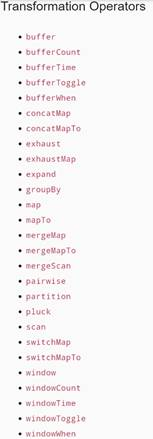 Transformation Operators
buffer
bufferCount
bufferTime
bufferToggle
bufferWhen
concatMap
concatMapTo
exhaust
exhaustMap
expand
groupBy
map
mapTo
mergeMap
mergeMapTo
mergeScan
pairwise
partition
pluck
scan
switchMap
switchMapTo
window
windowCount
windowTime
windowToggle
windowWhen